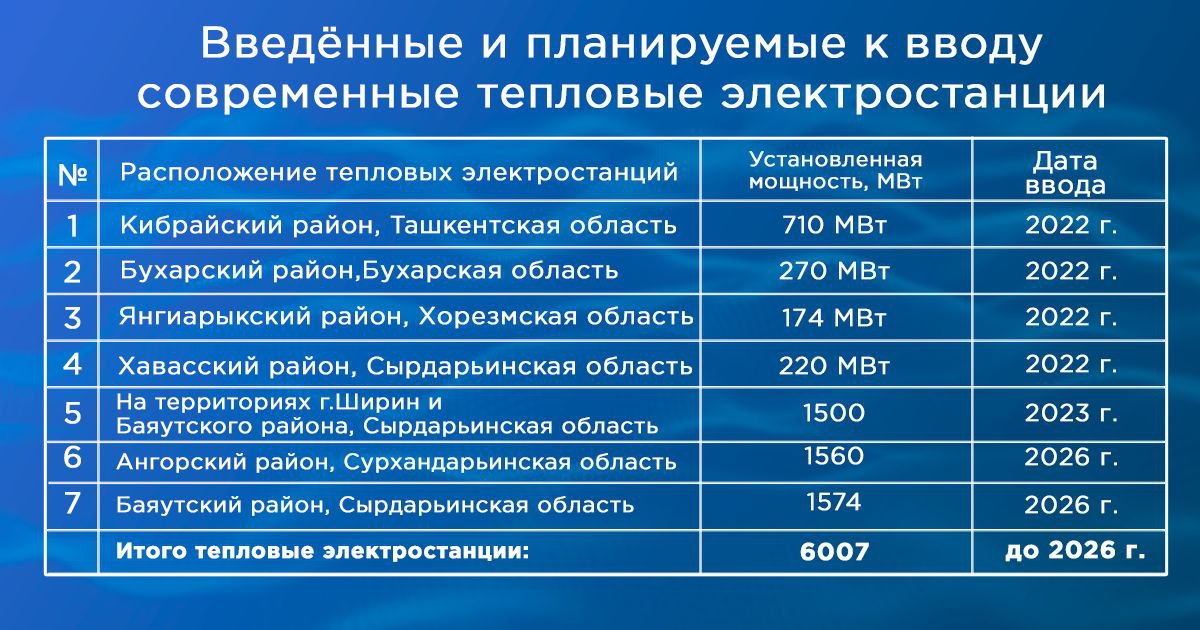 Введённые и планируемые к вводу
современные тепловые электростанции
№ Расположение тепловых электростанций Установленная мощность, МВт Дата ввода
1 Кибрайский район, Ташкентская область 710 МВт 2022 г.
2 Бухарский район,Бухарская область 270 МВт 2022 г.
3 Янгиарыкский район, Хорезмская область 174 МВт 2022 г.
4 Хавасский район, Сырдарьинская область 220 МВт 2022 г.
5 На территориях г.Ширин и
Баяутского района, Сырдарьинская область 1500 2023 г.
6 Ангорский район, Сурхандарьинская область 1560 2026 г.
7 Баяутский район, Сырдарьинская область 1574 2026 г.
Итого тепловые электростанции: 6007 до 2026 г.